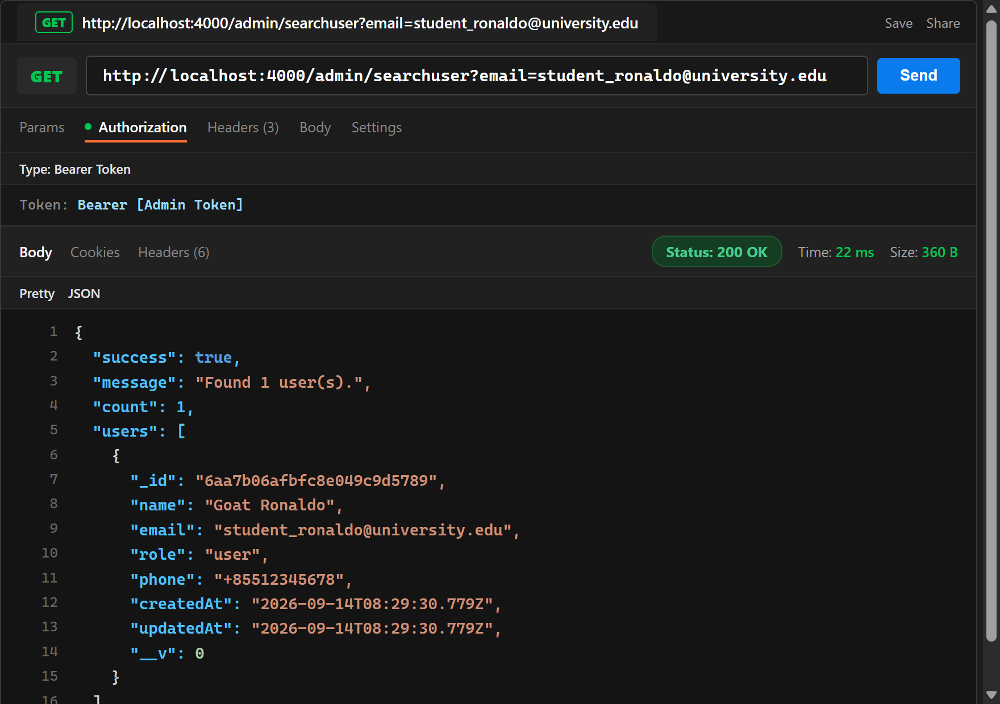 GET http://localhost:4000/admin/searchuser?email=student_ronaldo@university.edu Save Share
GET http://localhost:4000/admin/searchuser?email=student_ronaldo@university.edu Send
Params Authorization Headers (3) Body Settings
Type: Bearer Token
Token: Bearer [Admin Token]
Body Cookies Headers (6) Status: 200 OK Time: 22 ms Size: 360 B
Pretty JSON
1 {
2 "success": true,
3 "message": "Found 1 user(s).",
4 "count": 1,
5 "users": [
6 {
7 "_id": "6aa7b06afbfc8e049c9d5789",
8 "name": "Goat Ronaldo",
9 "email": "student_ronaldo@university.edu",
10 "role": "user",
11 "phone": "+85512345678",
12 "createdAt": "2026-09-14T08:29:30.779Z",
13 "updatedAt": "2026-09-14T08:29:30.779Z",
14 "__v": 0
15 }
16 ]